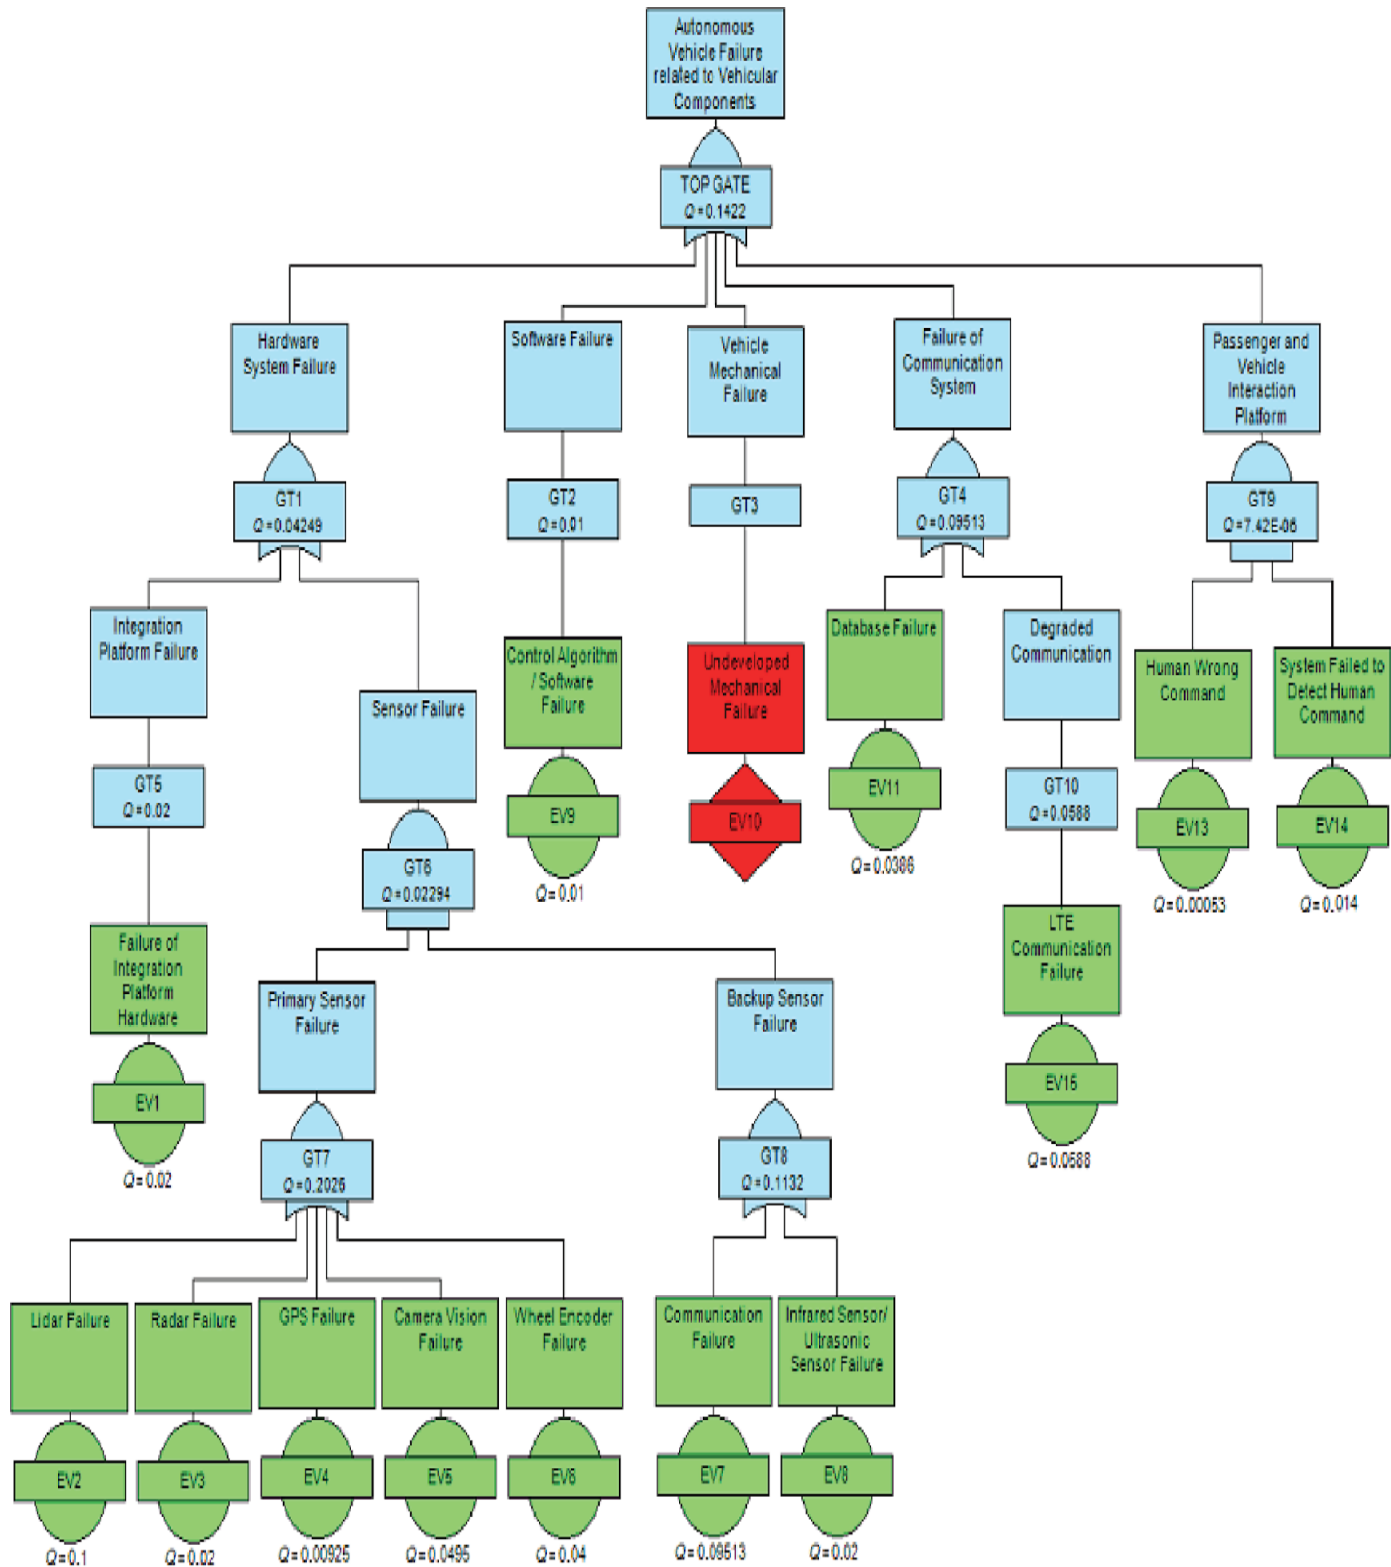 Autonomous
Vehicle Failure
related to Vehicular
Components
TOP GATE
Q=0.1422
Hardware
System Failure
GT1
Q=0.04249
Software Failure
GT2
Q=0.01
Vehicle
Mechanical
Failure
GT3
Failure of
Communication
System
GT4
Q=0.09513
Passenger and
Vehicle
Interaction
Platform
GT9
Q=7.42E-06
Integration
Platform Failure
GT5
Q=0.02
Sensor Failure
GT6
Q=0.02294
Control Algorithm
/ Software
Failure
EV9
Q=0.01
Undeveloped
Mechanical
Failure
EV10
Database Failure
EV11
Q=0.0386
Degraded
Communication
GT10
Q=0.0588
Human Wrong
Command
EV13
Q=0.00053
System Failed to
Detect Human
Command
EV14
Q=0.014
Failure of
Integration
Platform
Hardware
EV1
Q=0.02
LTE
Communication
Failure
EV15
Q=0.0588
Primary Sensor
Failure
GT7
Q=0.2026
Backup Sensor
Failure
GT8
Q=0.1132
Lidar Failure
EV2
Q=0.1
Radar Failure
EV3
Q=0.02
GPS Failure
EV4
Q=0.00925
Camera Vision
Failure
EV5
Q=0.0495
Wheel Encoder
Failure
EV6
Q=0.04
Communication
Failure
EV7
Q=0.09513
Infrared Sensor/
Ultrasonic
Sensor Failure
EV8
Q=0.02